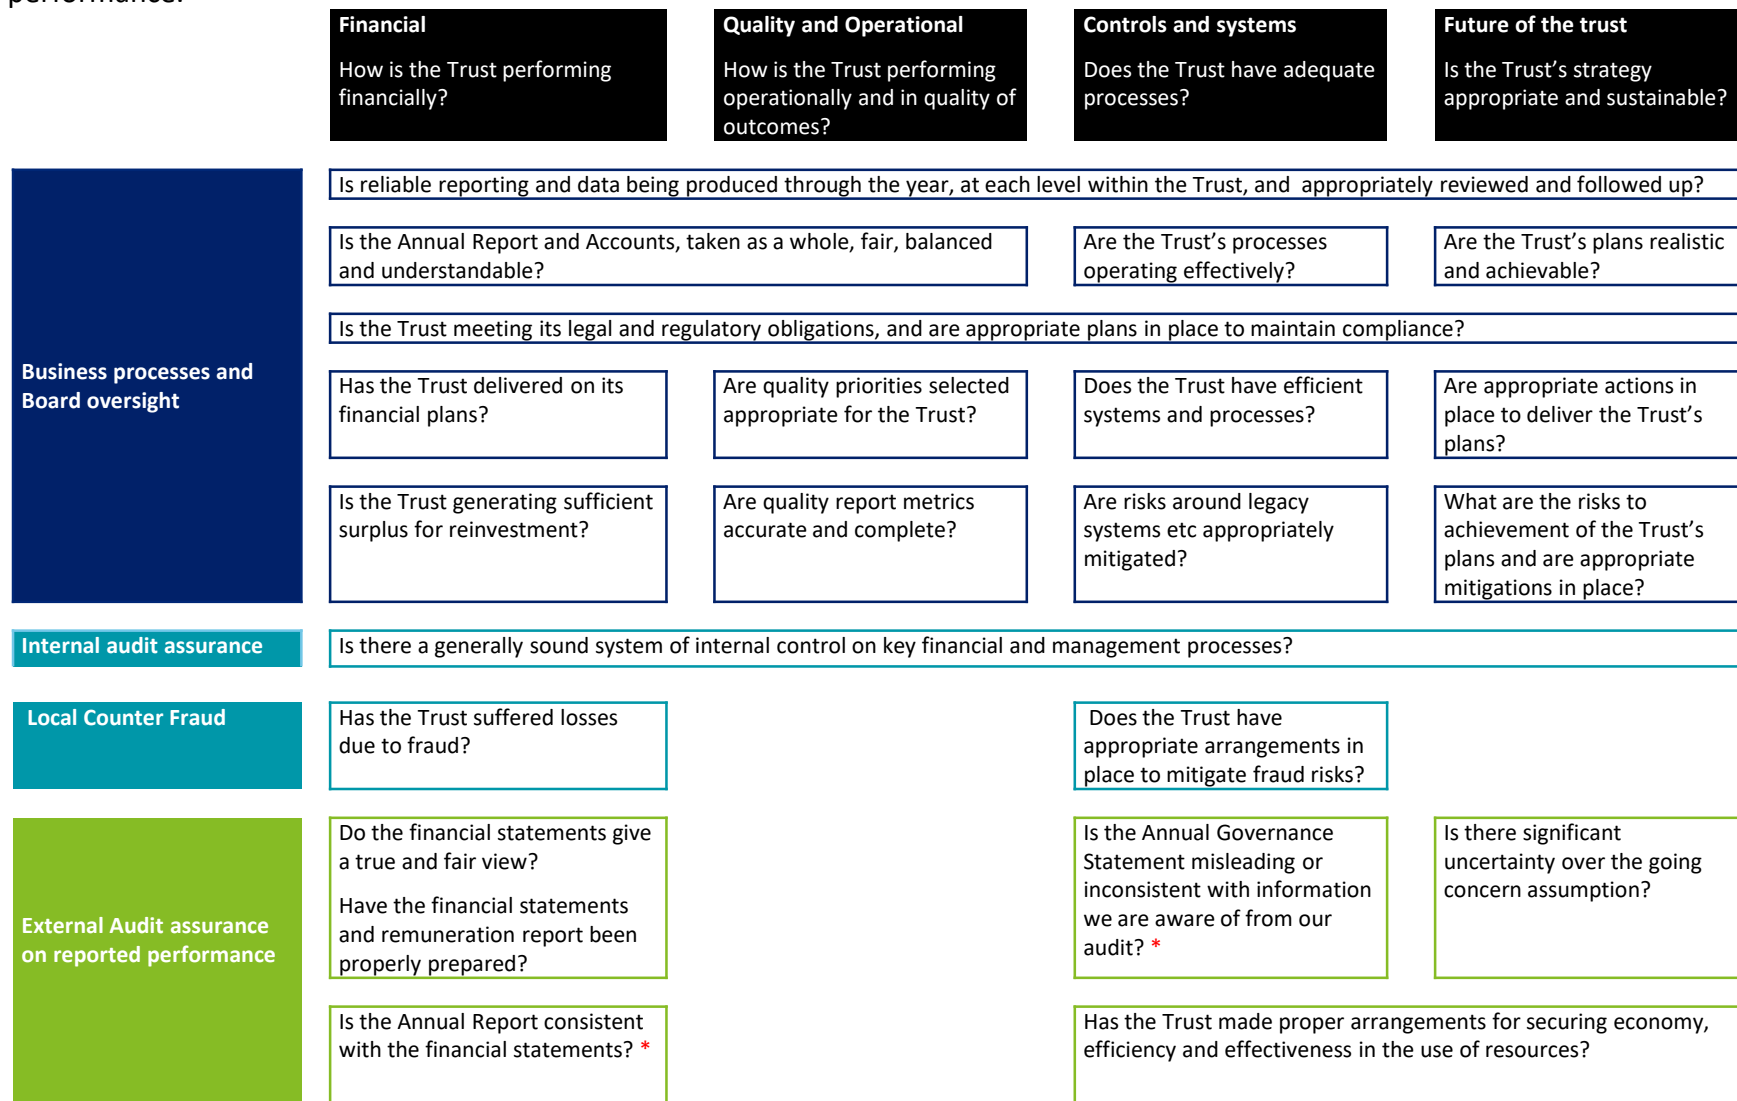 performance.
Financial
How is the Trust performing
financially?
Quality and Operational
How is the Trust performing
operationally and in quality of
outcomes?
Controls and systems
Does the Trust have adequate
processes?
Future of the trust
Is the Trust's strategy
appropriate and sustainable?
Business processes and
Board oversight
Is reliable reporting and data being produced through the year, at each level within the Trust, and  appropriately reviewed and followed up?
Is the Annual Report and Accounts, taken as a whole, fair, balanced
and understandable?
Are the Trust's processes
operating effectively?
Are the Trust's plans realistic
and achievable?
Is the Trust meeting its legal and regulatory obligations, and are appropriate plans in place to maintain compliance?
Has the Trust delivered on its
financial plans?
Are quality priorities selected
appropriate for the Trust?
Does the Trust have efficient
systems and processes?
Are appropriate actions in
place to deliver the Trust's
plans?
Is the Trust generating sufficient
surplus for reinvestment?
Are quality report metrics
accurate and complete?
Are risks around legacy
systems etc appropriately
mitigated?
What are the risks to
achievement of the Trust's
plans and are appropriate
mitigations in place?
Internal audit assurance
Is there a generally sound system of internal control on key financial and management processes?
Local Counter Fraud
Has the Trust suffered losses
due to fraud?
Does the Trust have
appropriate arrangements in
place to mitigate fraud risks?
External Audit assurance
on reported performance
Do the financial statements give
a true and fair view?
Have the financial statements
and remuneration report been
properly prepared?
Is the Annual Governance
Statement misleading or
inconsistent with information
we are aware of from our
audit? *
Is there significant
uncertainty over the going
concern assumption?
Is the Annual Report consistent
with the financial statements? *
Has the Trust made proper arrangements for securing economy,
efficiency and effectiveness in the use of resources?